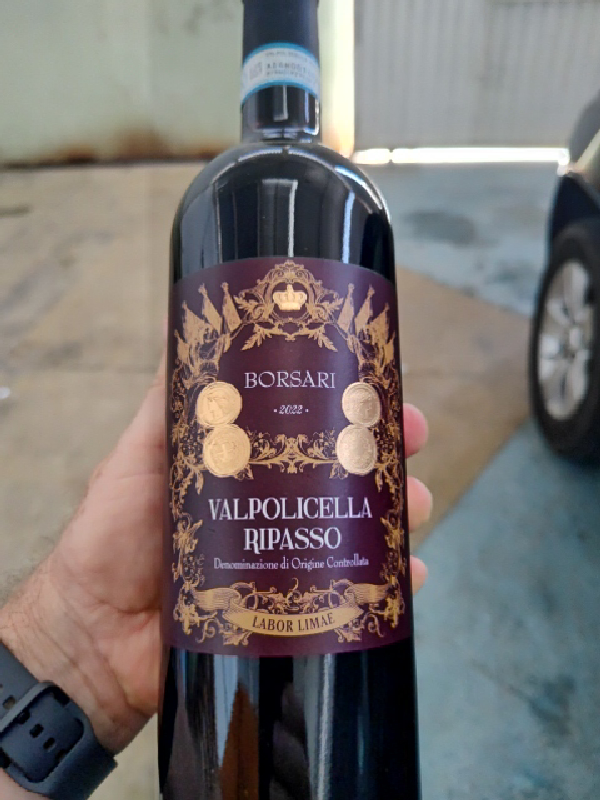 BORSARI
• 2022 •
VALPOLICELLA
RIPASSO
Denominazione di Origine Controllata
LABOR LIMAE